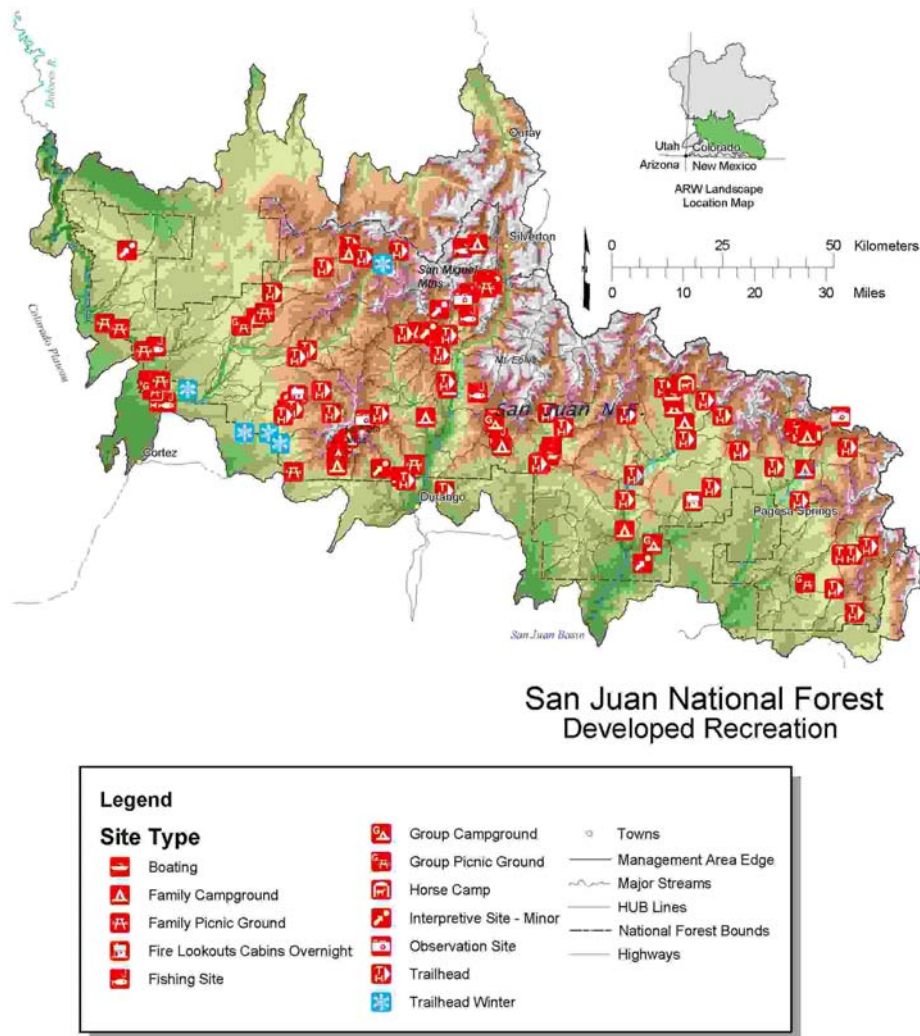 Dolores R.
Ouray
Utah
Colorado
Arizona
New Mexico
ARW Landscape
Location Map
Silverton
0 25 50 Kilometers
0 10 20 30 Miles
N
San Miguel
Mtns
Colorado Plateau
Mt. Eolus
San Juan N.F.
Cortez
Durango
Pagosa Springs
San Juan Basin
San Juan National Forest
Developed Recreation
Legend
Site Type
Boating
Family Campground
Family Picnic Ground
Fire Lookouts Cabins Overnight
Fishing Site
Group Campground
Group Picnic Ground
Horse Camp
Interpretive Site - Minor
Observation Site
Trailhead
Trailhead Winter
Towns
Management Area Edge
Major Streams
HUB Lines
National Forest Bounds
Highways